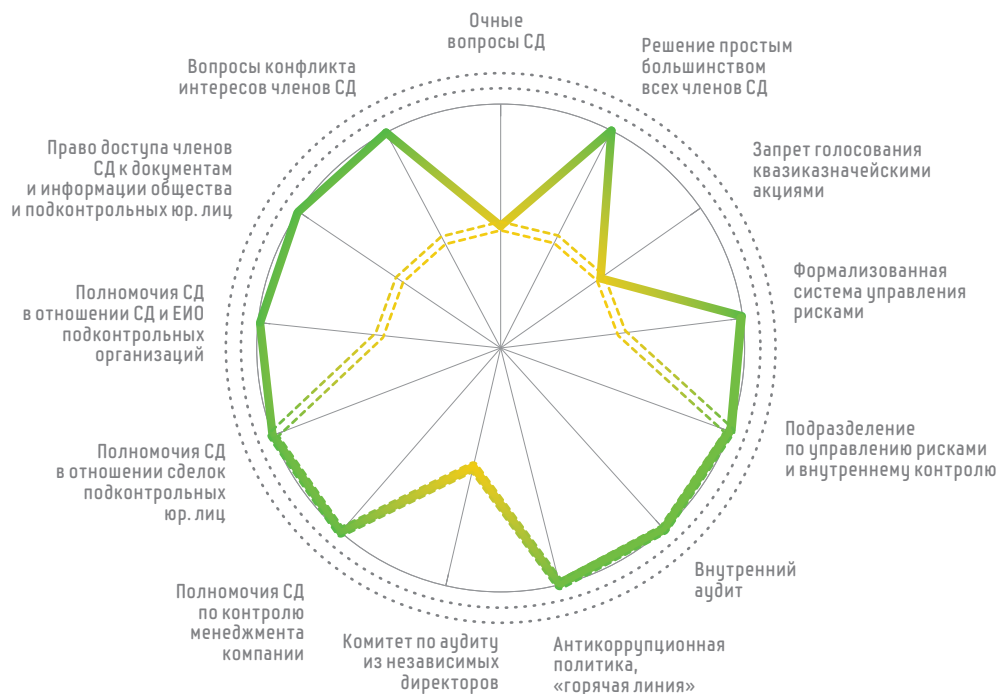 Очные
вопросы СД
Решение простым
большинством
всех членов СД
Запрет голосования
квазиказначейскими
акциями
Формализованная
система управления
рисками
Подразделение
по управлению рисками
и внутреннему контролю
Внутренний
аудит
Антикоррупционная
политика,
«горячая линия»
Комитет по аудиту
из независимых
директоров
Полномочия СД
по контролю
менеджмента
компании
Полномочия СД
в отношении сделок
подконтрольных
юр. лиц
Полномочия СД
в отношении СД и ЕИО
подконтрольных
организаций
Право доступа членов
СД к документам
и информации общества
и подконтрольных юр. лиц
Вопросы конфликта
интересов членов СД